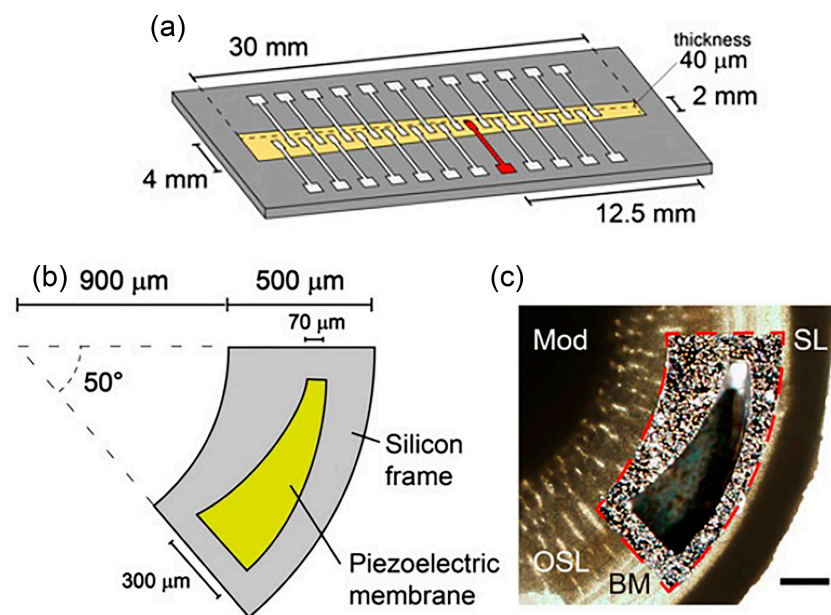 (a)
30 mm
thickness
40 μm
2 mm
4 mm
12.5 mm
(b)
900 μm
500 μm
70 μm
50°
Silicon
frame
Piezoelectric
membrane
300 μm
(c)
Mod
SL
OSL
BM